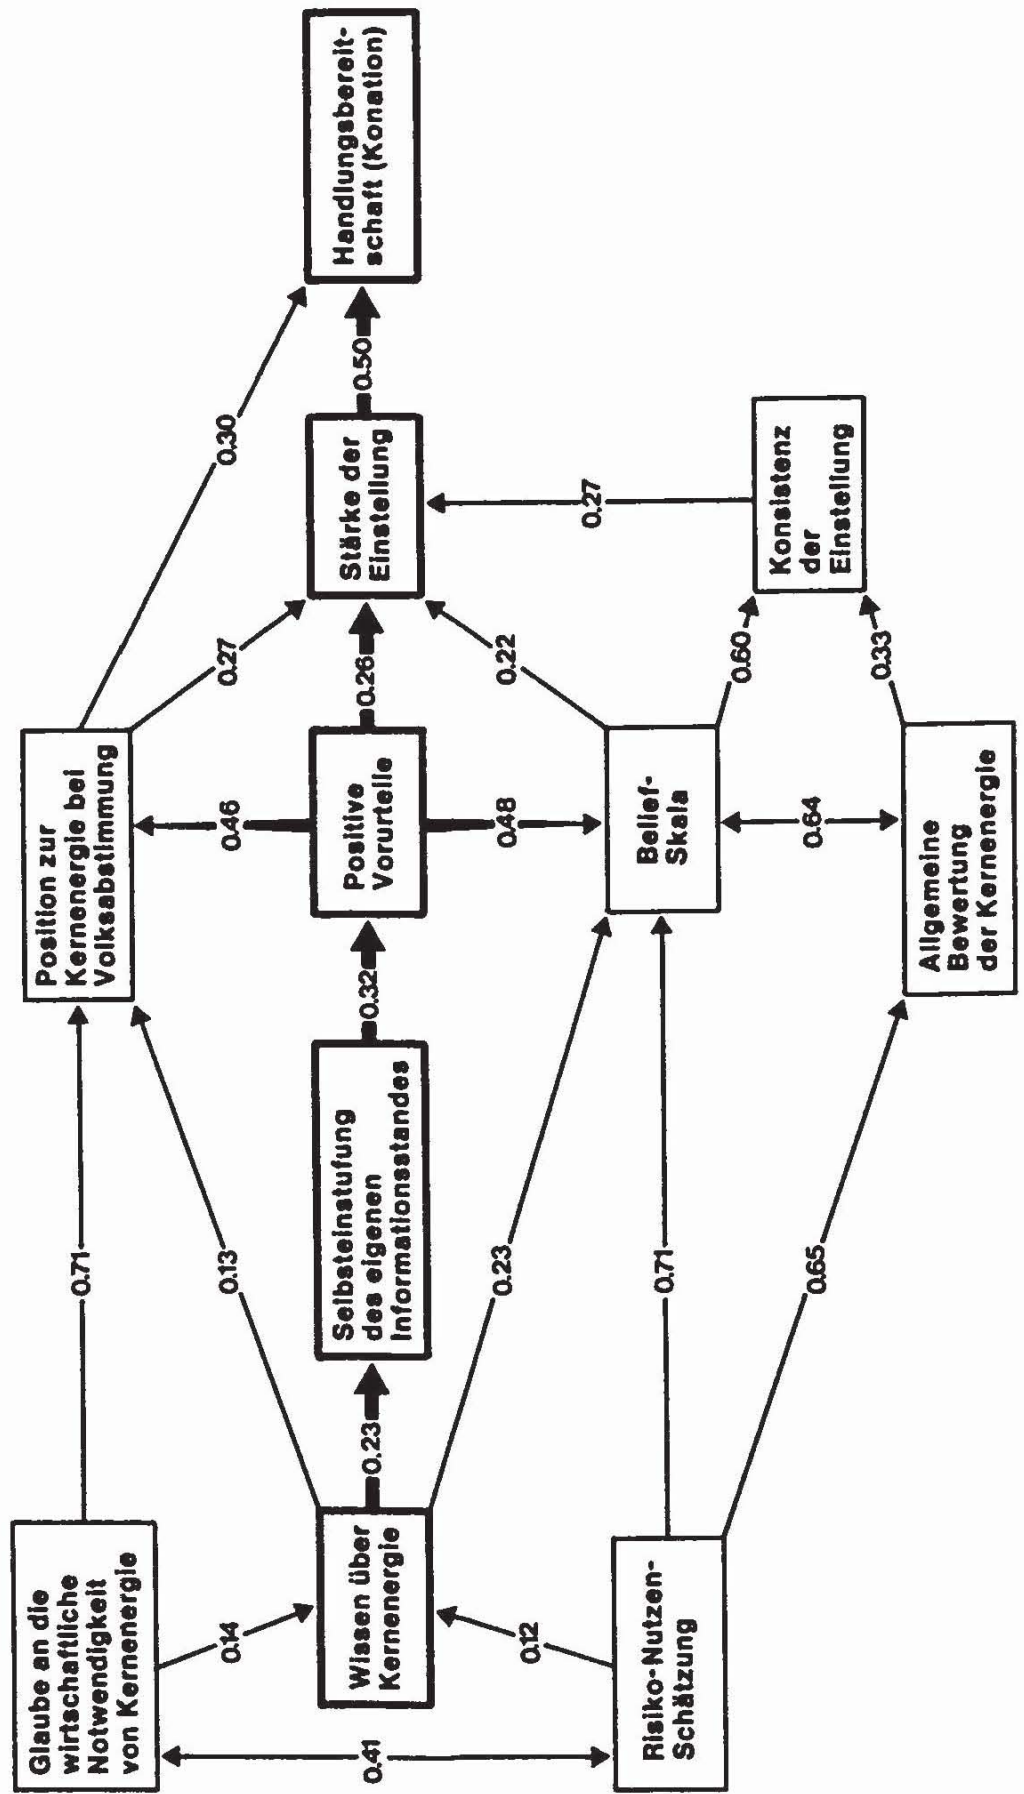 Glaube an die
wirtschaftliche
Notwendigkeit
von Kernenergie
0.71
Position zur
Kernenergie bei
Volksabstimmung
0.30
0.14
0.13
0.46
0.27
0.41
Wissen über
Kernenergie
0.23
Selbsteinstufung
des eigenen
Informationsstandes
0.32
Positive
Vorurteile
0.26
Stärke der
Einstellung
0.50
Handlungsbereit-
schaft (Konation)
0.12
0.23
0.48
0.22
0.27
Risiko-Nutzen-
Schätzung
0.71
Belief-
Skala
0.60
Konsistenz
der
Einstellung
0.65
0.64
0.33
Allgemeine
Bewertung
der Kernenergie